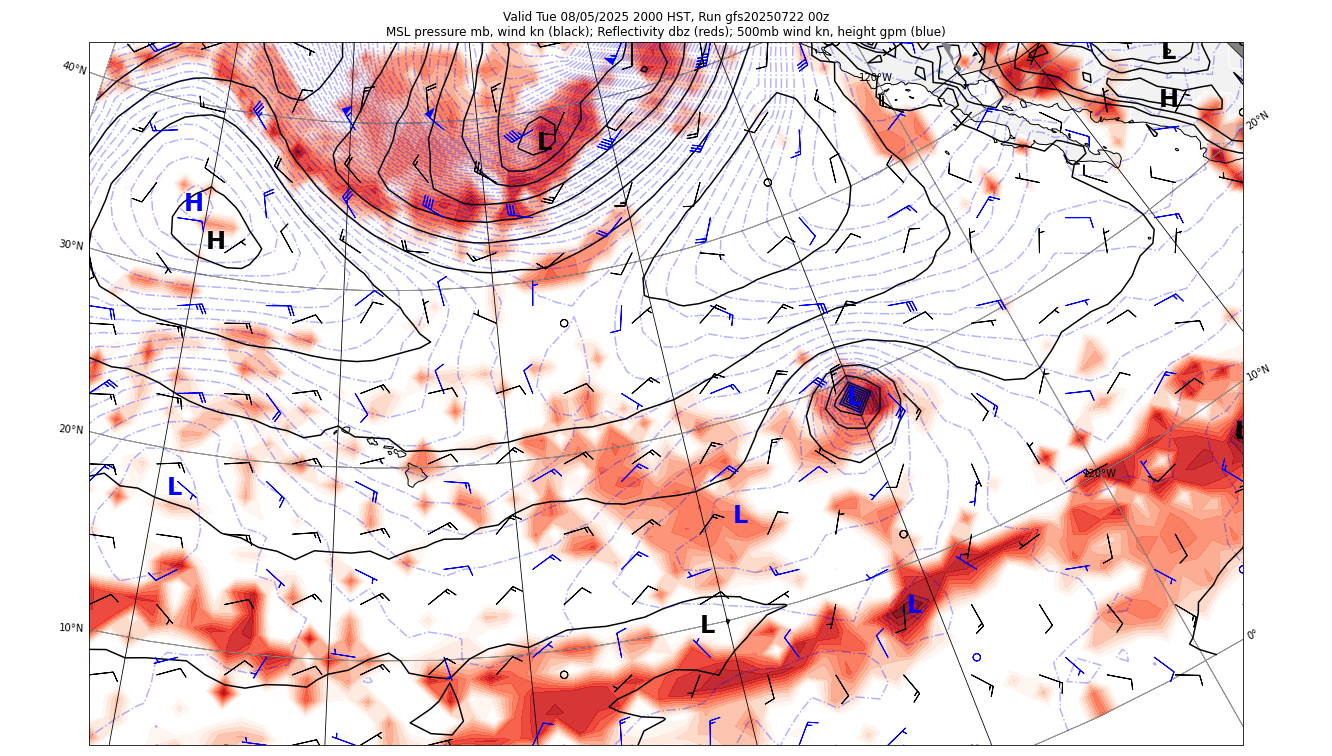 Valid Tue 08/05/2025 2000 HST, Run gfs20250722 00z
MSL pressure mb, wind kn (black); Reflectivity dbz (reds); 500mb wind kn, height gpm (blue)
L
40°N
120°W
H
20°N
L
H
H
30°N
10°N
L
20°N
L
120°W
L
L
L
10°N
L
0°